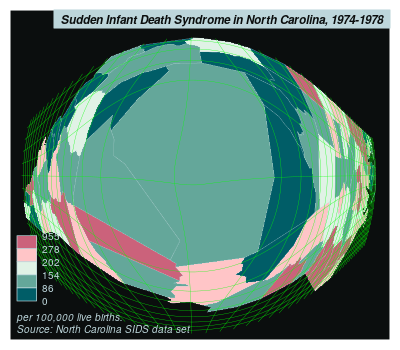 Sudden Infant Death Syndrome in North Carolina, 1974-1978
953
278
202
154
86
0
per 100,000 live births.
Source: North Carolina SIDS data set